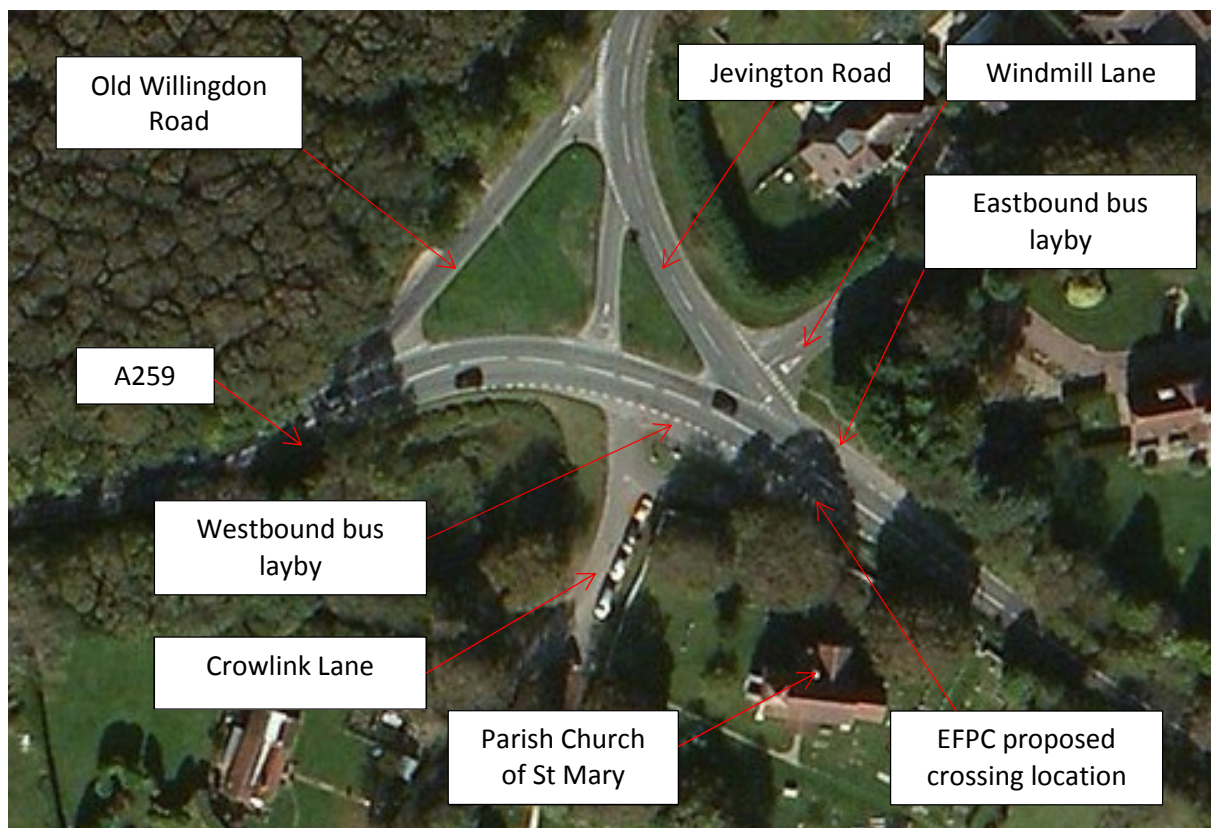 Old Willingdon
Road
Jevington Road
Windmill Lane
Eastbound bus
layby
A259
Westbound bus
layby
Crowlink Lane
Parish Church
of St Mary
EFPC proposed
crossing location